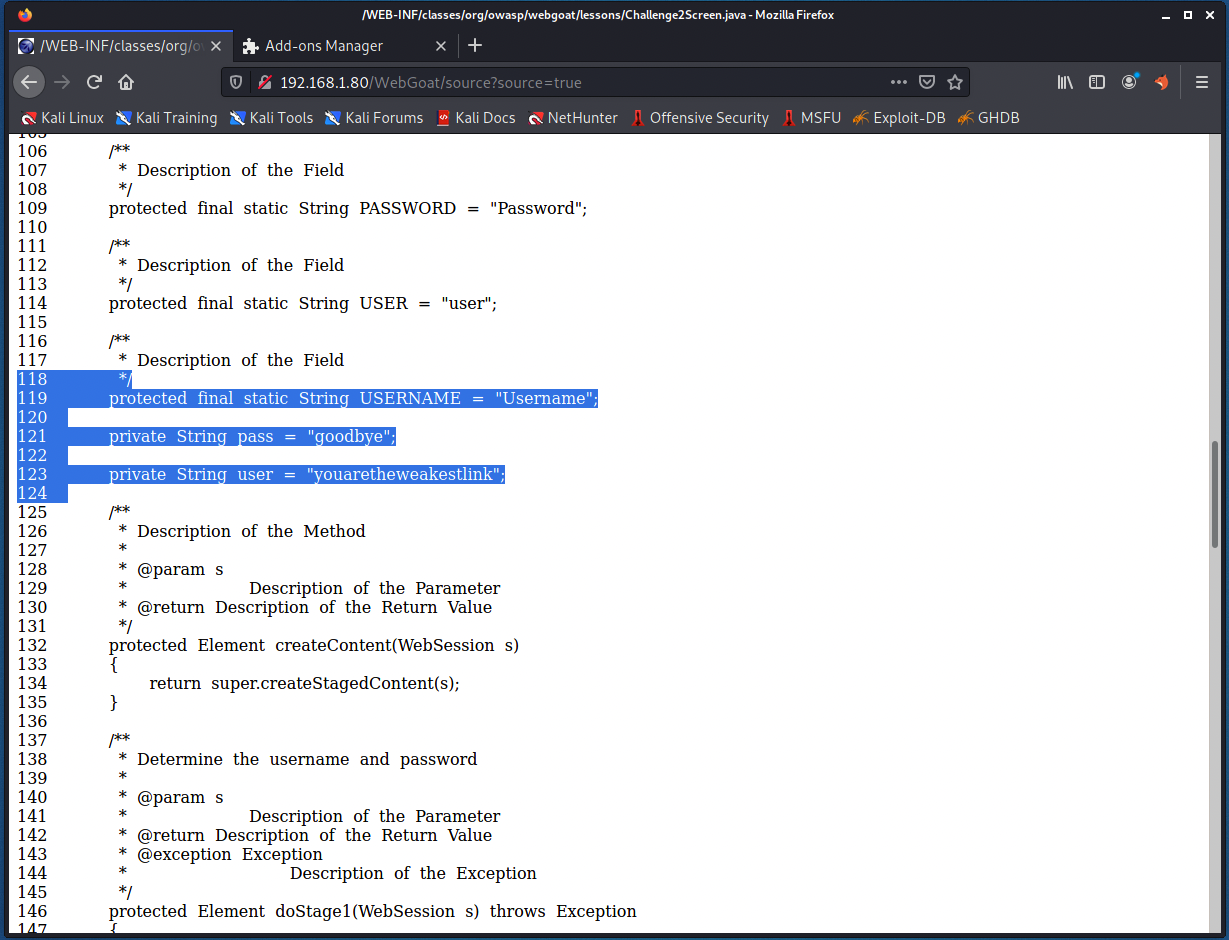 /WEB-INF/classes/org/owasp/webgoat/lessons/Challenge2Screen.java - Mozilla Firefox
/WEB-INF/classes/org/o
Add-ons Manager
192.168.1.80/WebGoat/source?source=true
Kali Linux Kali Training Kali Tools Kali Forums Kali Docs NetHunter Offensive Security MSFU Exploit-DB GHDB
105
106 /**
107 * Description of the Field
108 */
109 protected final static String PASSWORD = "Password";
110
111 /**
112 * Description of the Field
113 */
114 protected final static String USER = "user";
115
116 /**
117 * Description of the Field
118 */
119 protected final static String USERNAME = "Username";
120
121 private String pass = "goodbye";
122
123 private String user = "youaretheweakestlink";
124
125 /**
126 * Description of the Method
127 *
128 * @param s
129 * Description of the Parameter
130 * @return Description of the Return Value
131 */
132 protected Element createContent(WebSession s)
133 {
134 return super.createStagedContent(s);
135 }
136
137 /**
138 * Determine the username and password
139 *
140 * @param s
141 * Description of the Parameter
142 * @return Description of the Return Value
143 * @exception Exception
144 * Description of the Exception
145 */
146 protected Element doStage1(WebSession s) throws Exception
147 {